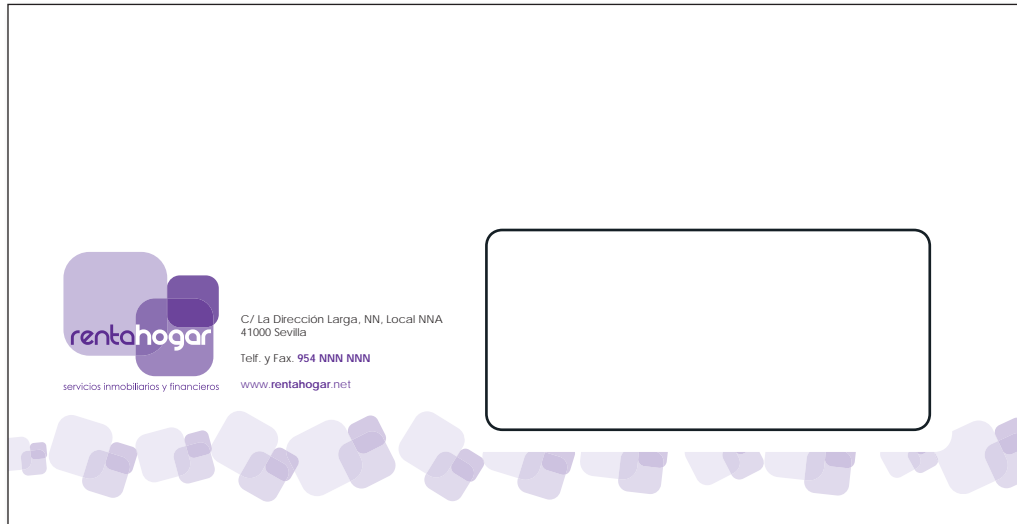 rentahogar
servicios inmobiliarios y financieros
C/ La Dirección Larga, NN, Local NNA
41000 Sevilla
Telf. y Fax. 954 NNN NNN
www.rentahogar.net